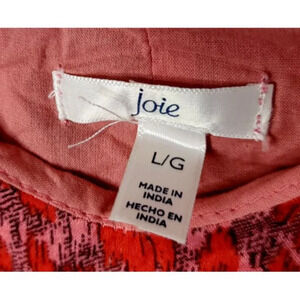 joie
L/G
MADE IN
INDIA
HECHO EN
INDIA